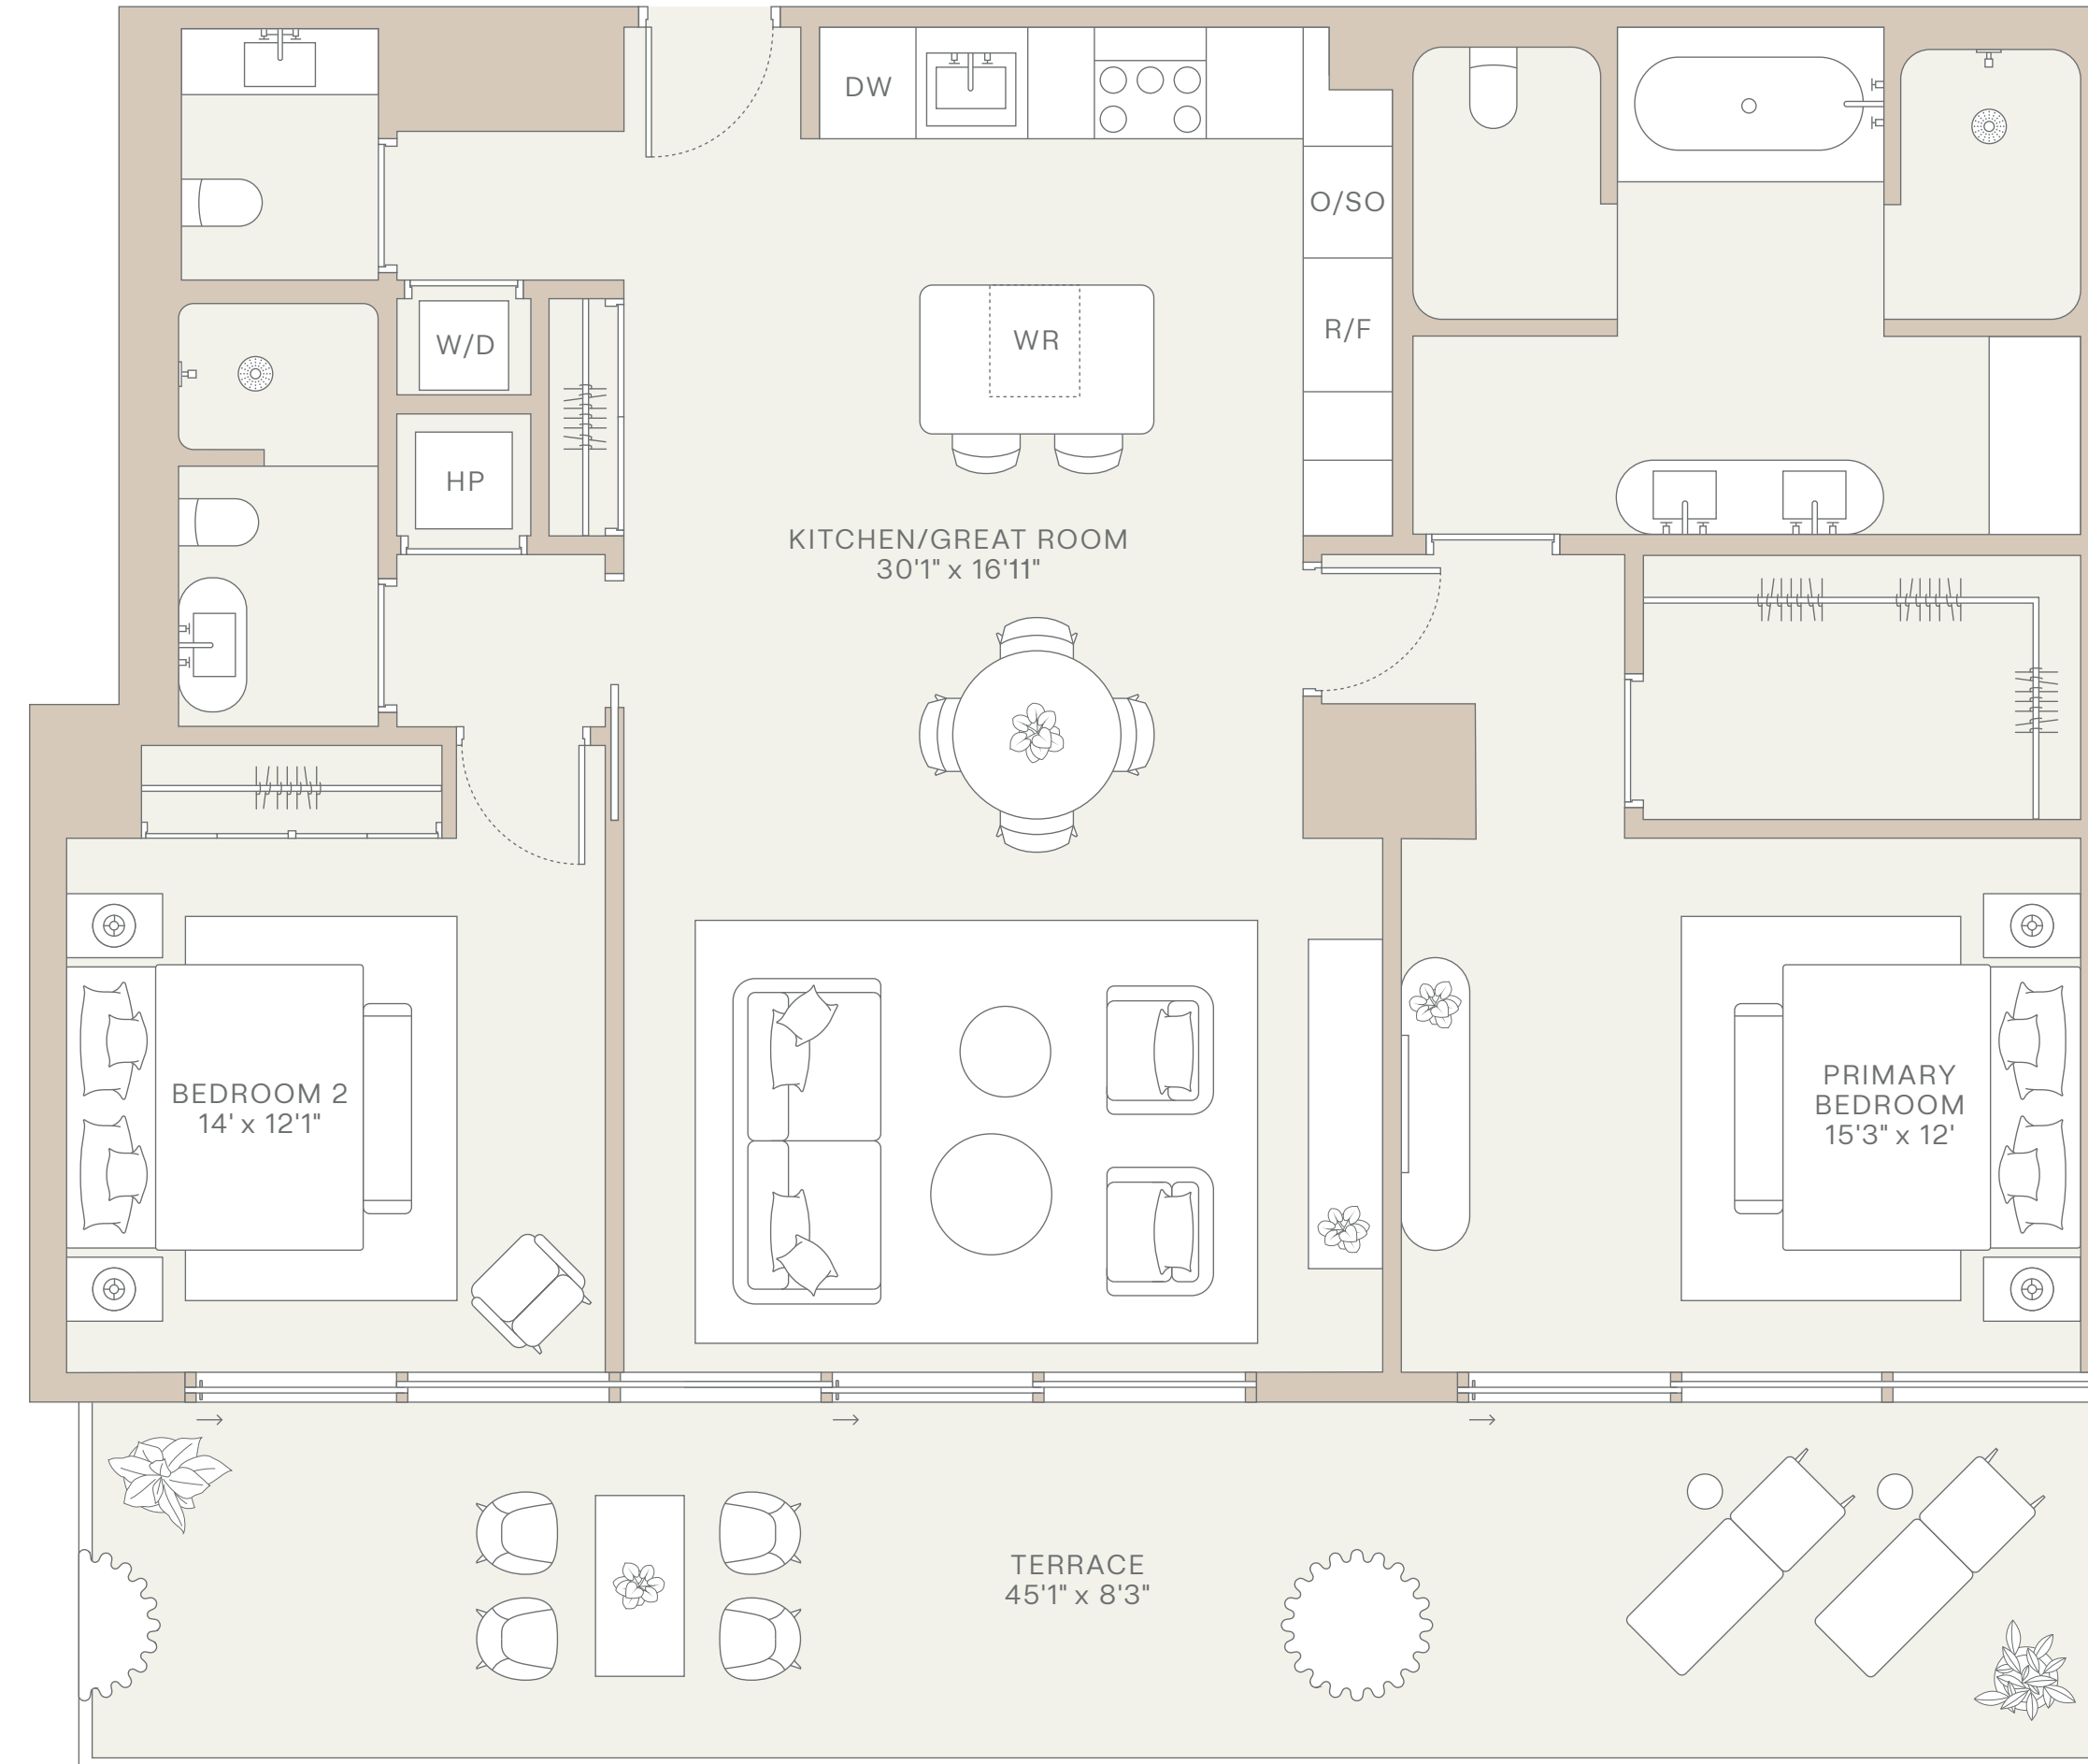 DW
O/SO
W/D
WR
R/F
HP
KITCHEN/GREAT ROOM
30'1" x 16'11"
BEDROOM 2
14' x 12'1"
PRIMARY
BEDROOM
15'3" x 12'
TERRACE
45'1" x 8'3"